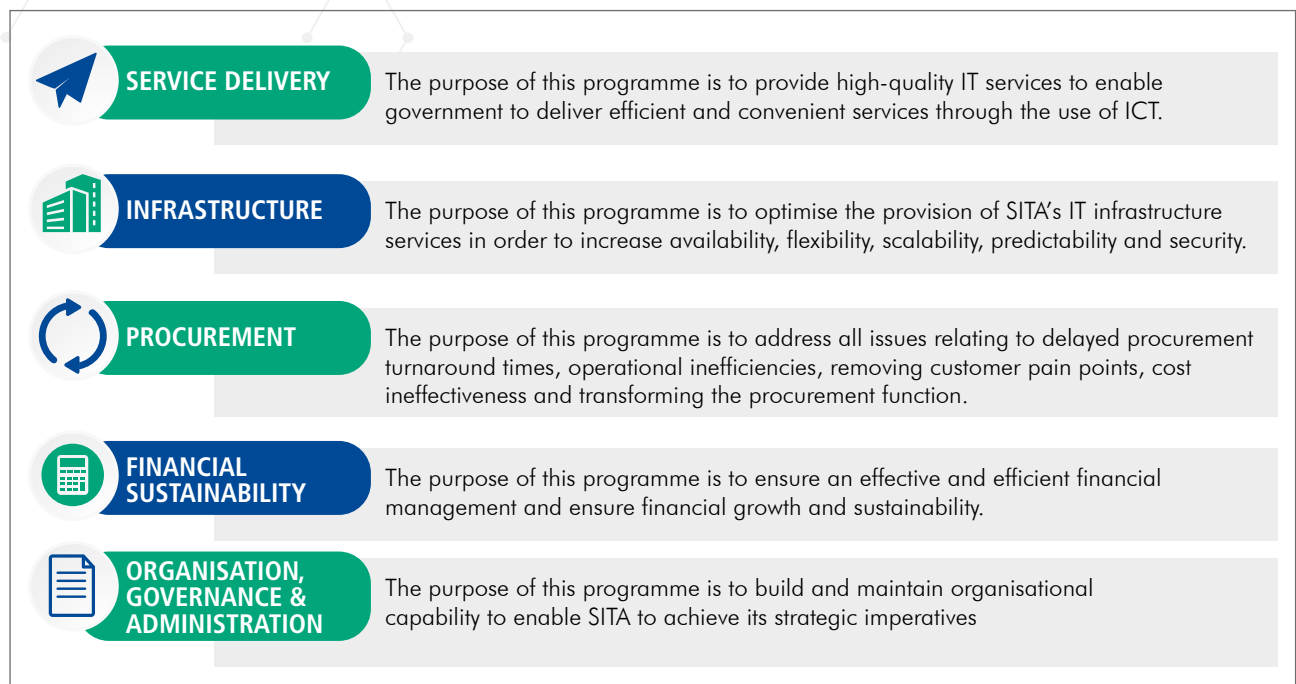 SERVICE DELIVERY
The purpose of this programme is to provide high-quality IT services to enable
government to deliver efficient and convenient services through the use of ICT.
INFRASTRUCTURE
The purpose of this programme is to optimise the provision of SITA’s IT infrastructure
services in order to increase availability, flexibility, scalability, predictability and security.
PROCUREMENT
The purpose of this programme is to address all issues relating to delayed procurement
turnaround times, operational inefficiencies, removing customer pain points, cost
ineffectiveness and transforming the procurement function.
FINANCIAL
SUSTAINABILITY
The purpose of this programme is to ensure an effective and efficient financial
management and ensure financial growth and sustainability.
ORGANISATION,
GOVERNANCE &
ADMINISTRATION
The purpose of this programme is to build and maintain organisational
capability to enable SITA to achieve its strategic imperatives